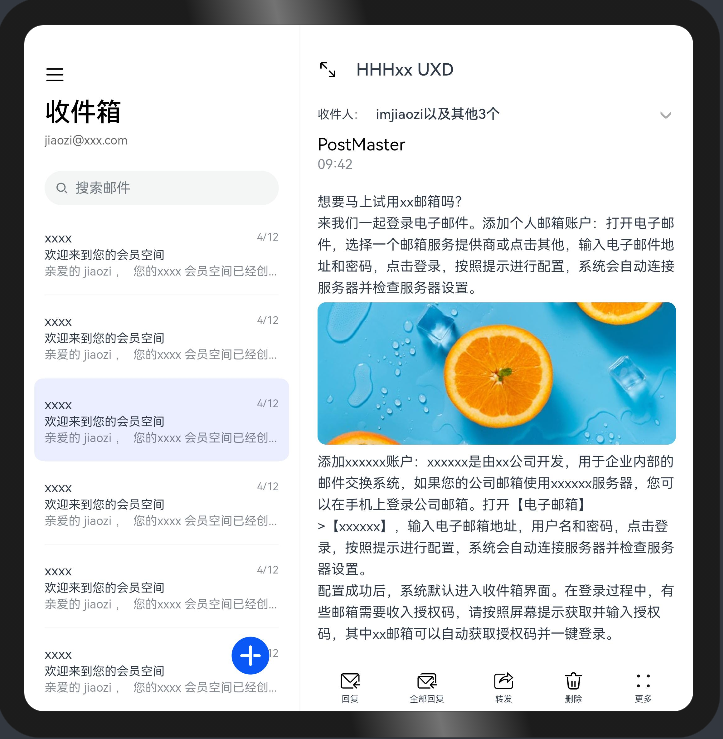 收件箱
jiaozi@xxx.com
搜索邮件
xxxx 4/12
欢迎来到您的会员空间
亲爱的 jiaozi ， 您的xxxx 会员空间已经创...
xxxx 4/12
欢迎来到您的会员空间
亲爱的 jiaozi ， 您的xxxx 会员空间已经创...
xxxx 4/12
欢迎来到您的会员空间
亲爱的 jiaozi ， 您的xxxx 会员空间已经创...
xxxx 4/12
欢迎来到您的会员空间
亲爱的 jiaozi ， 您的xxxx 会员空间已经创...
xxxx 4/12
欢迎来到您的会员空间
亲爱的 jiaozi ， 您的xxxx 会员空间已经创...
xxxx 12
欢迎来到您的会员空间
亲爱的 jiaozi ， 您的xxxx 会员空间已经创...
HHHxx UXD
收件人： imjiaozi以及其他3个
PostMaster
09:42
想要马上试用xx邮箱吗?
来我们一起登录电子邮件。添加个人邮箱账户：打开电子邮
件，选择一个邮箱服务提供商或点击其他，输入电子邮件地
址和密码，点击登录，按照提示进行配置，系统会自动连接
服务器并检查服务器设置。
添加xxxxxx账户：xxxxxx是由xx公司开发，用于企业内部的
邮件交换系统，如果您的公司邮箱使用xxxxxx服务器，您可
以在手机上登录公司邮箱。打开【电子邮箱】
>【xxxxxx】，输入电子邮箱地址，用户名和密码，点击登
录，按照提示进行配置，系统会自动连接服务器并检查服务
器设置。
配置成功后，系统默认进入收件箱界面。在登录过程中，有
些邮箱需要收入授权码，请按照屏幕提示获取并输入授权
码，其中xx邮箱可以自动获取授权码并一键登录。
回复 全部回复 转发 删除 更多